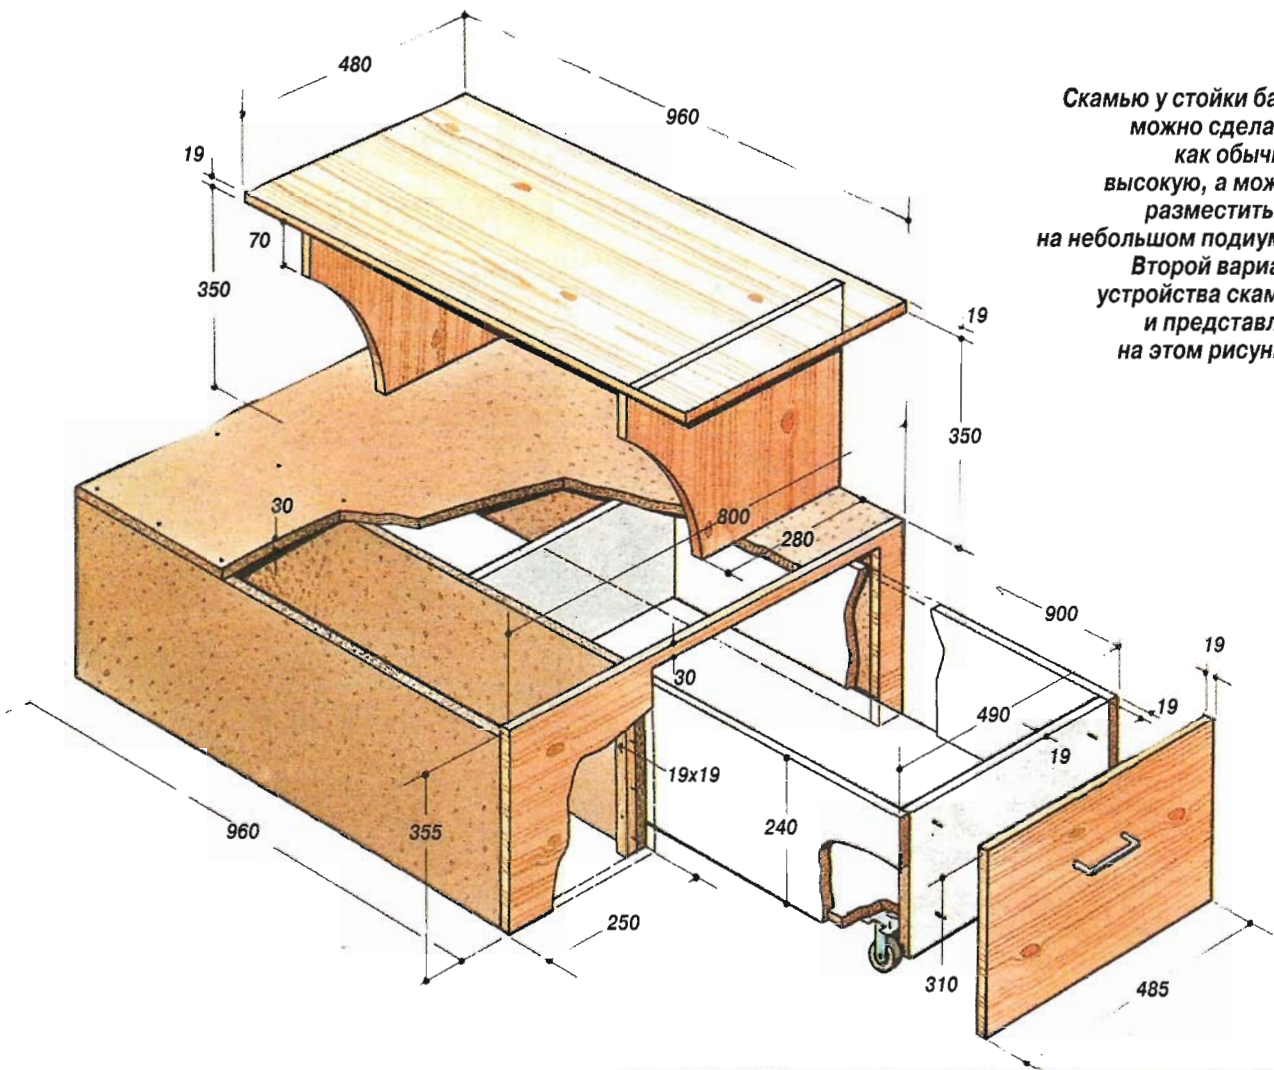 480
960
19
70
350
Скамью у стойки ба
можно сдела
как обыч
высокую, а мож
разместить
на небольшом подиум
Второй вариа
устройства скам
и представл
на этом рисун
19
350
30
800
280
900
19
30
490
19
19
19x19
240
355
960
250
310
485